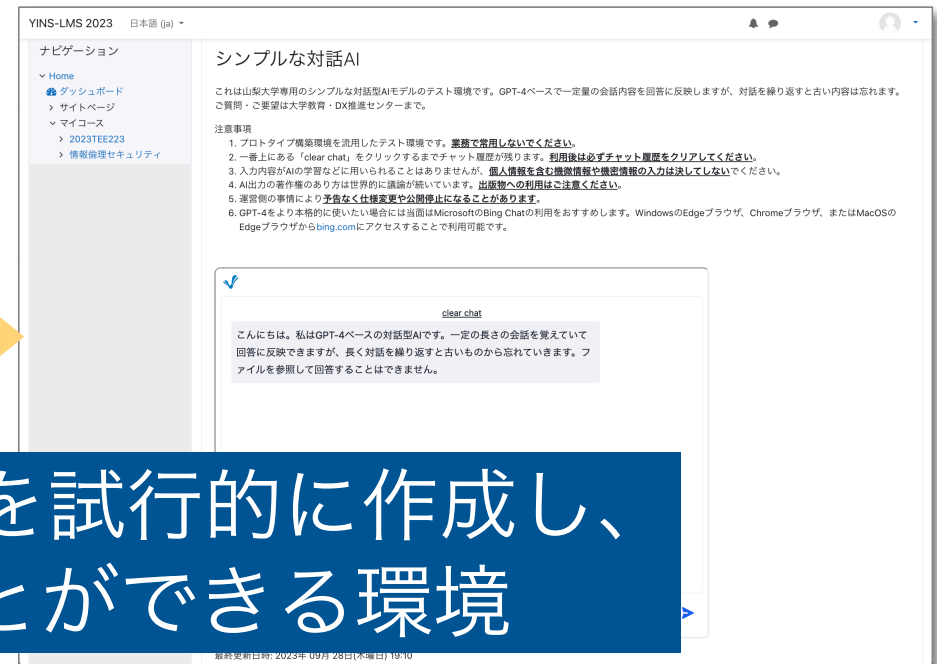 YINS-LMS 2023 日本語 (ja)
ナビゲーション
Home
ダッシュボード
サイトページ
マイコース
2023TEE223
情報倫理セキュリティ
シンプルな対話AI
これは山梨大学専用のシンプルな対話型AIモデルのテスト環境です。GPT-4ベースで一定量の会話内容を回答に反映しますが、対話を繰り返すと古い内容は忘れます。
ご質問・ご要望は大学教育・DX推進センターまで。
注意事項
1. プロトタイプ構築環境を流用したテスト環境です。業務で常用しないでください。
2. 一番上にある「clear chat」をクリックするまでチャット履歴が残ります。利用後は必ずチャット履歴をクリアしてください。
3. 入力内容がAIの学習などに用いられることはありませんが、個人情報を含む機微情報や機密情報の入力は決してしないでください。
4. AI出力の著作権のあり方は世界的に議論が続いています。出版物への利用はご注意ください。
5. 運営側の事情により予告なく仕様変更や公開停止になることがあります。
6. GPT-4をより本格的に使いたい場合には当面はMicrosoftのBing Chatの利用をおすすめします。WindowsのEdgeブラウザ、Chromeブラウザ、またはMacOSの
Edgeブラウザからbing.comにアクセスすることで利用可能です。
clear chat
こんにちは。私はGPT-4ベースの対話型AIです。一定の長さの会話を覚えていて
回答に反映できますが、長く対話を繰り返すと古いものから忘れていきます。フ
ァイルを参照して回答することはできません。
を試行的に作成し、
とができる環境
最終更新日時: 2023年 09月 28日(木曜日) 19:10